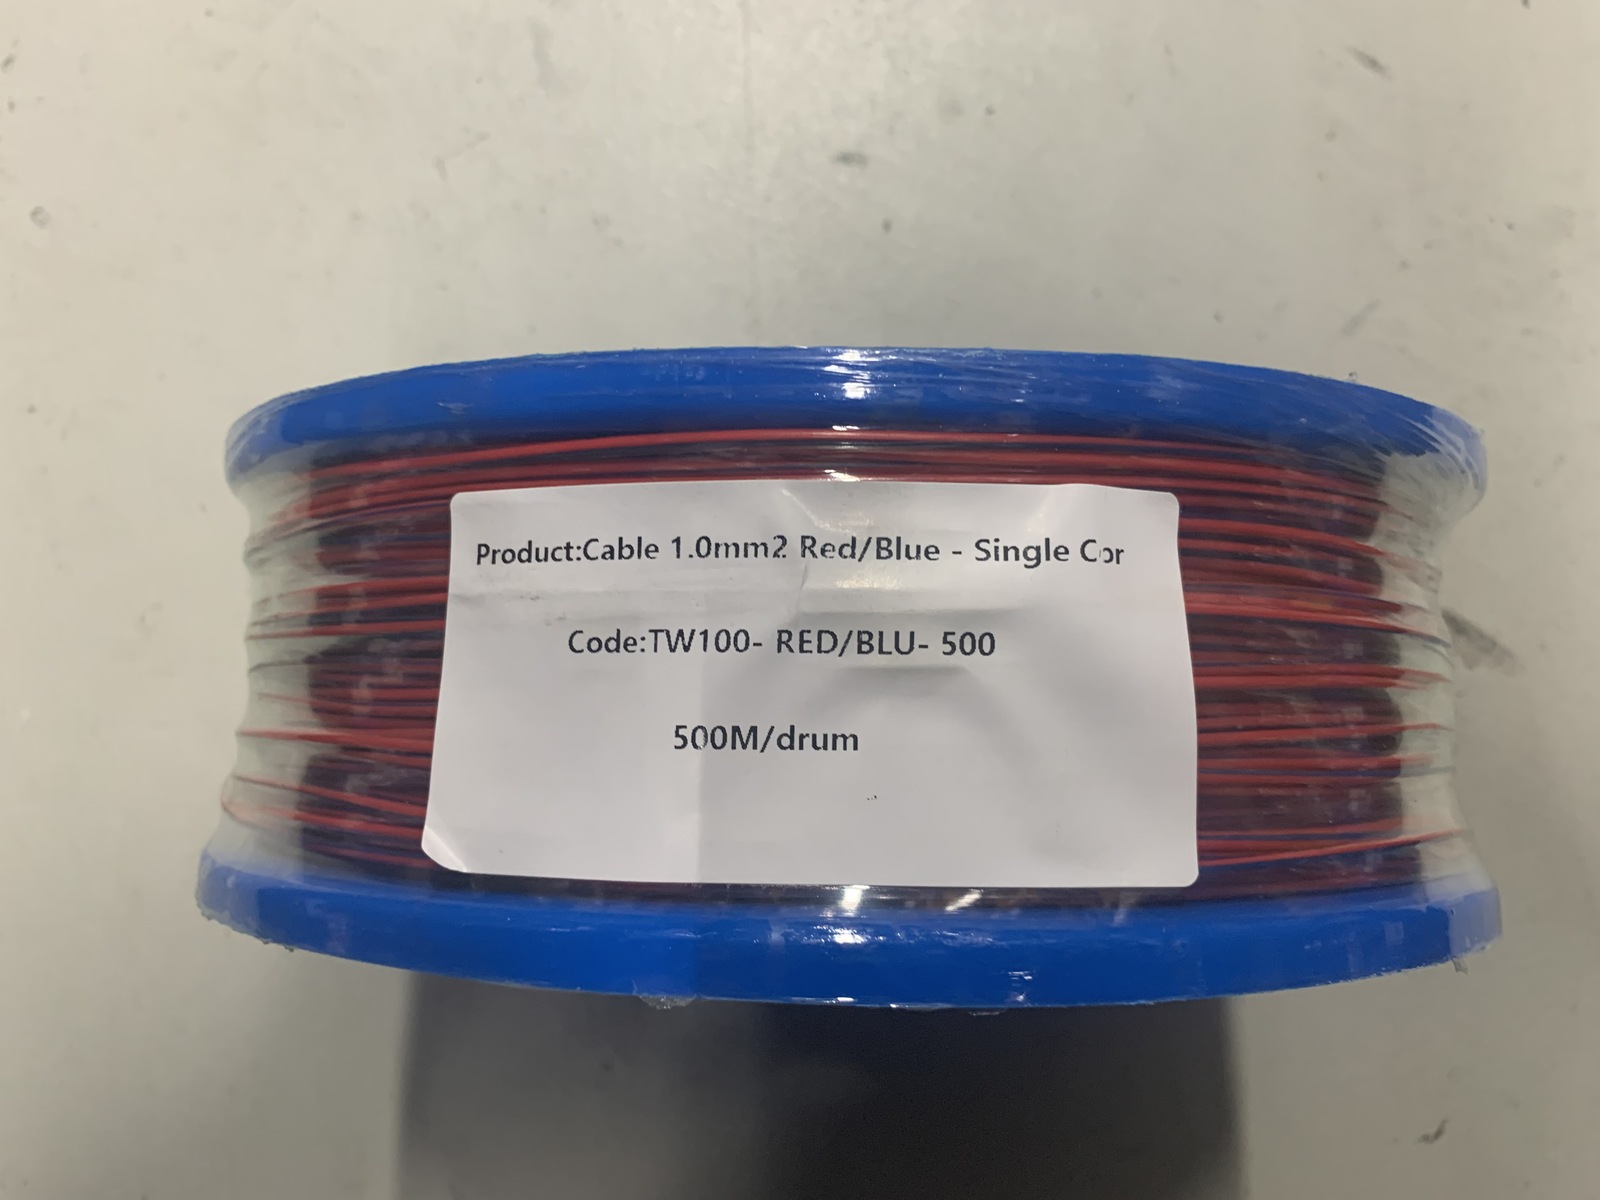 Product:Cable 1.0mm2 Red/Blue - Single Cor
Code:TW100- RED/BLU- 500
500M/drum